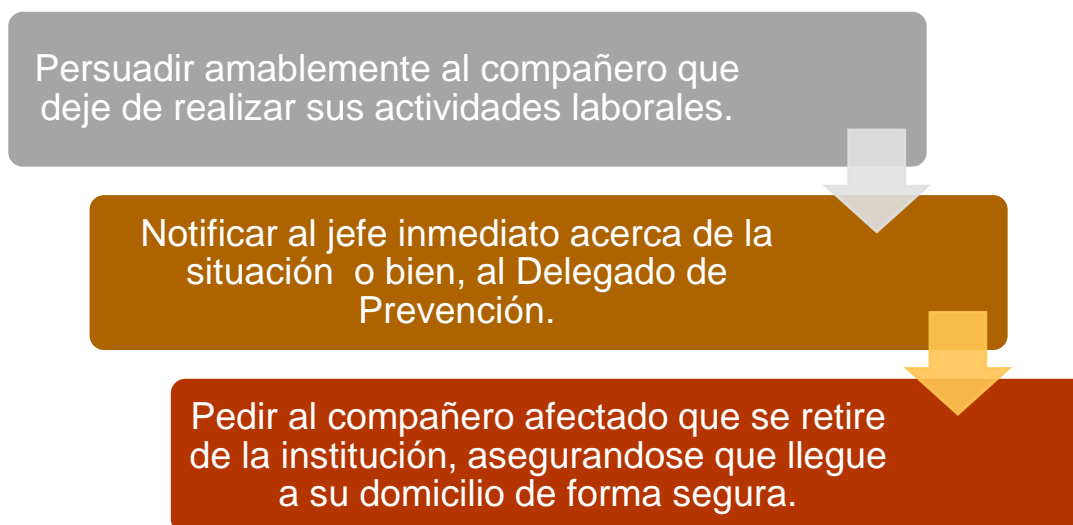 Persuadir amablemente al compañero que
deje de realizar sus actividades laborales.
Notificar al jefe inmediato acerca de la
situación  o bien, al Delegado de
Prevención.
Pedir al compañero afectado que se retire
de la institución, asegurandose que llegue
a su domicilio de forma segura.